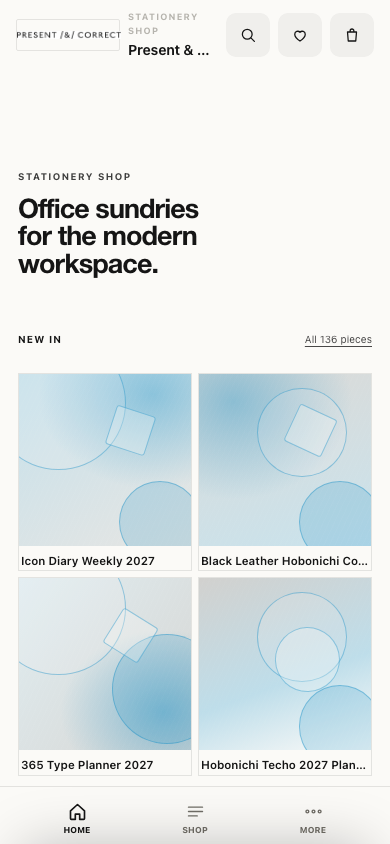 PRESENT /&/ CORRECT
STATIONERY
SHOP
Present & ...
STATIONERY SHOP
Office sundries
for the modern
workspace.
NEW IN
All 136 pieces
Icon Diary Weekly 2027
Black Leather Hobonichi Co...
365 Type Planner 2027
Hobonichi Techo 2027 Plan...
HOME
SHOP
MORE